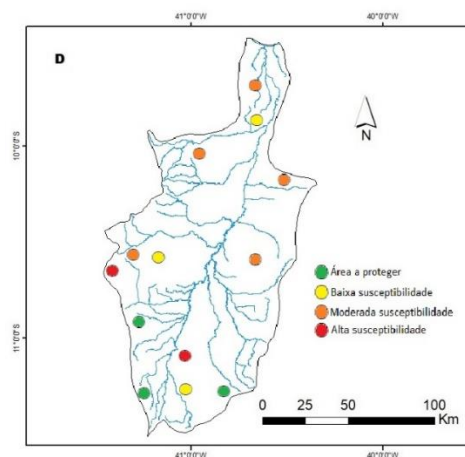 41°0'0"W 40°0'0"W
D
N
10°0'0"S
Área a proteger
Baixa susceptibilidade
Moderada susceptibilidade
Alta susceptibilidade
11°0'0"S
0 25 50 100
Km
41°0'0"W 40°0'0"W